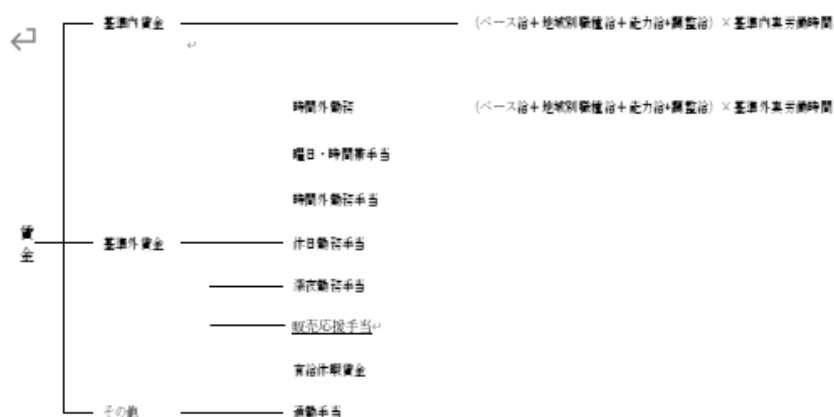 基準内賃金 (ベース給＋地域別職種給＋能力給+調整給) × 基準内実労働時間
時間外勤務 (ベース給＋地域別職種給＋能力給+調整給) × 基準外実労働時間
曜日・時間帯手当
時間外勤務手当
賃金
基準外賃金 休日勤務手当
深夜勤務手当
販売応援手当
有給休暇賃金
その他 通勤手当